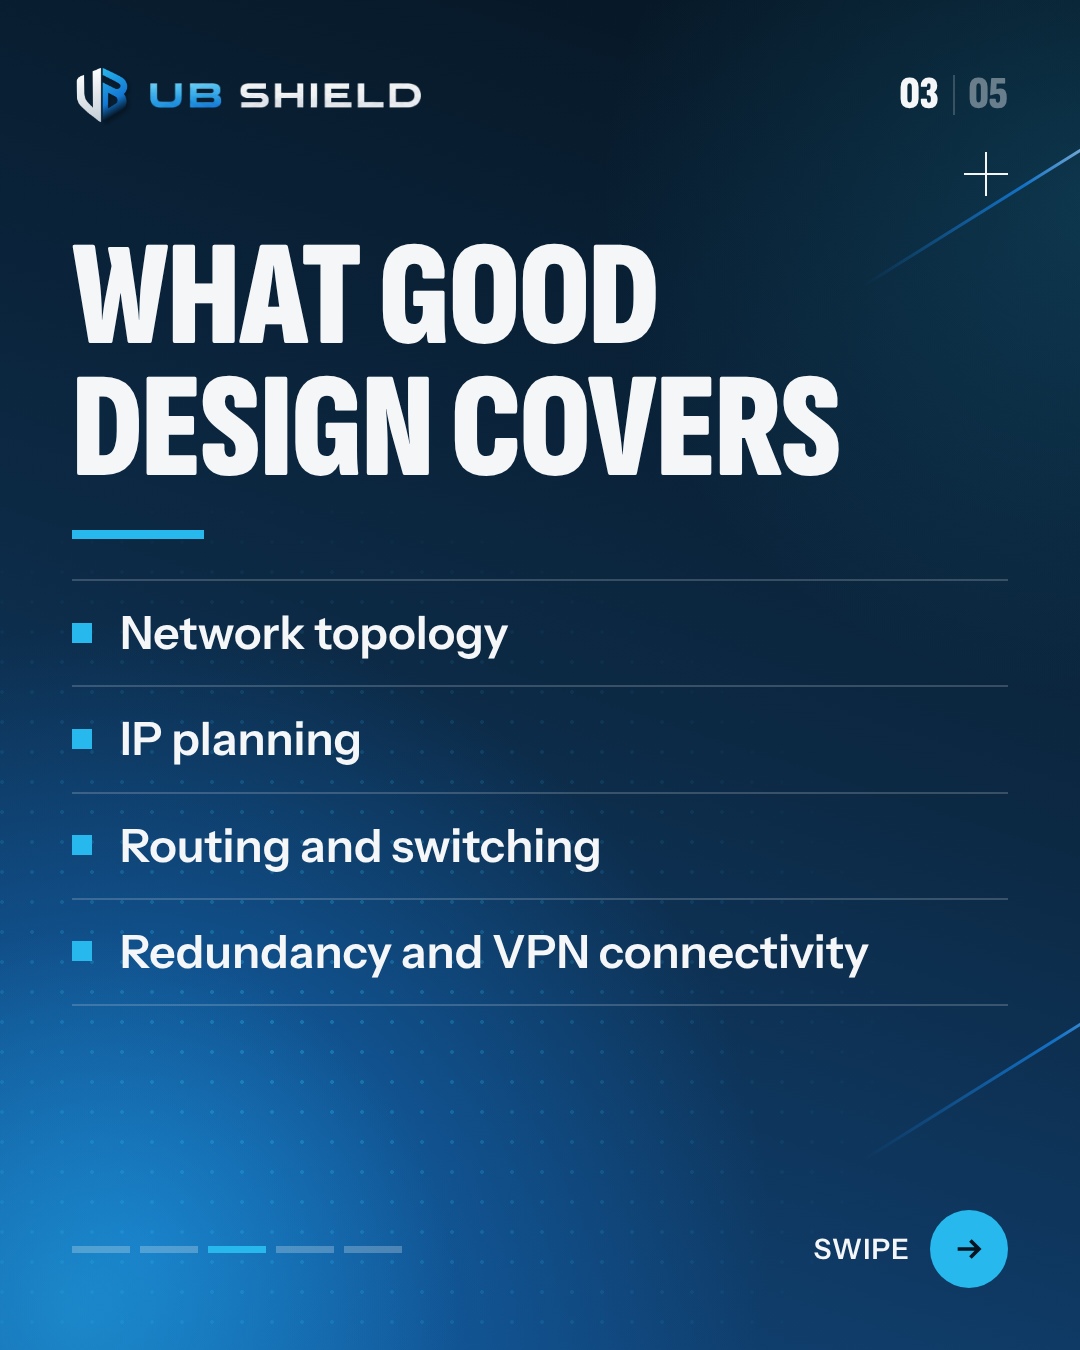 UB SHIELD
03 | 05
WHAT GOOD
DESIGN COVERS
Network topology
IP planning
Routing and switching
Redundancy and VPN connectivity
SWIPE